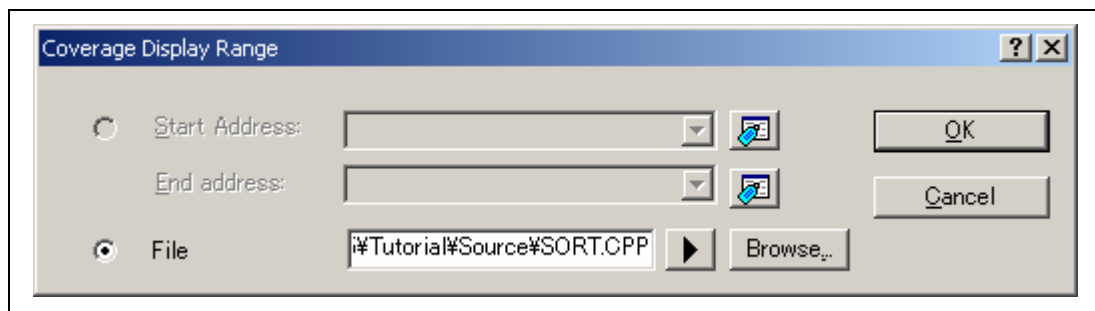 Coverage Display Range
Start Address:
OK
End address:
Cancel
File
i¥Tutorial¥Source¥SORT.CPP
Browse...